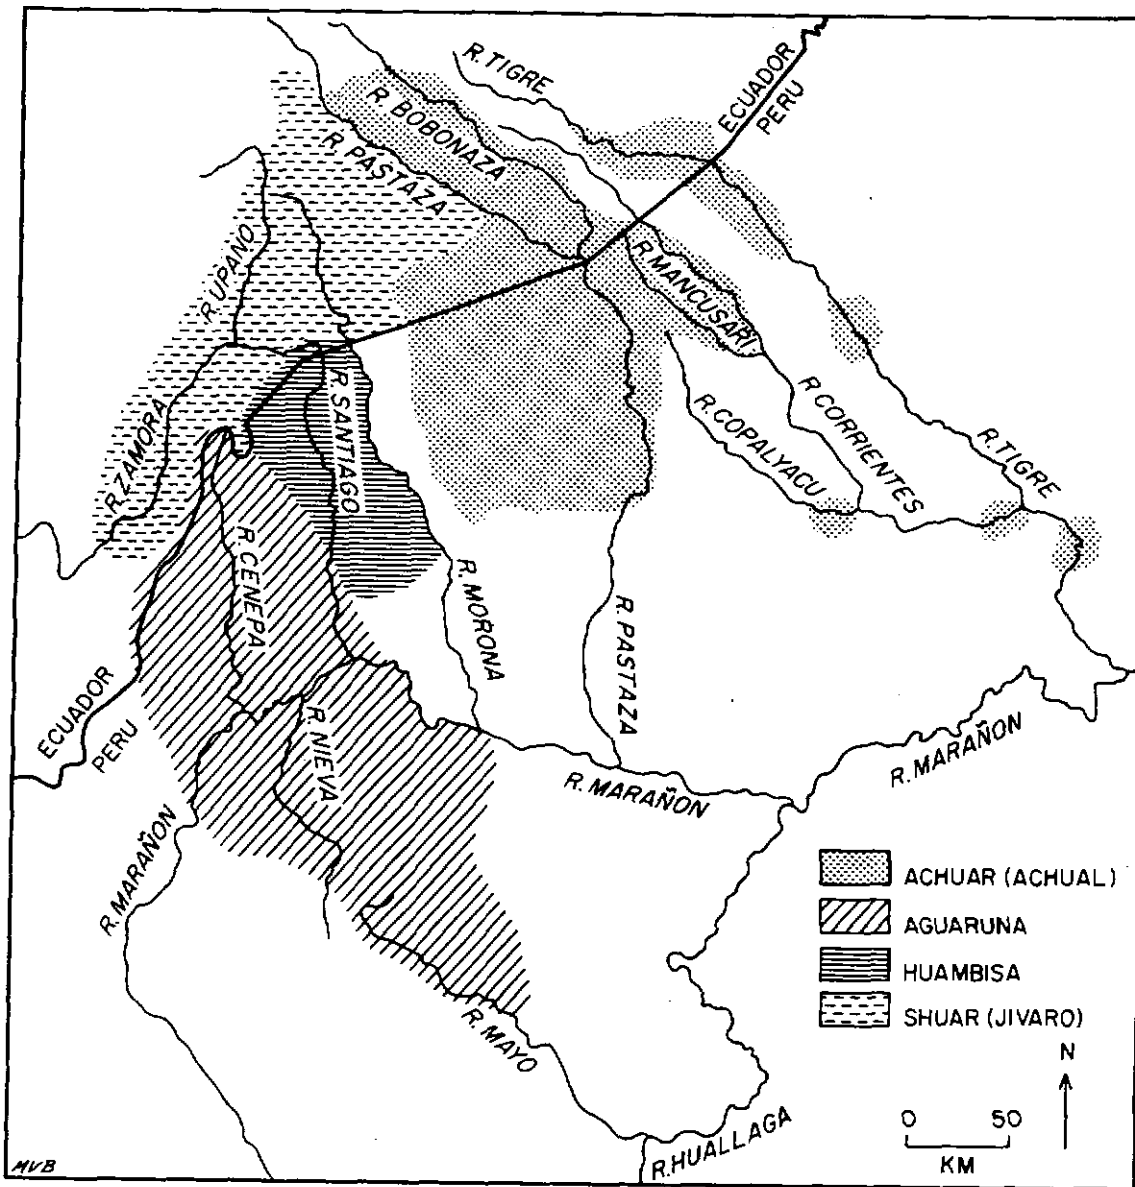 R. TIGRE
ECUADOR
PERU
R. BOBONAZA
R. PASTAZA
R. UPANO
R. MANCUSARI
R. ZAMORA
R. SANTIAGO
R. COPALYACU
R CORRIENTES
R. TIGRE
R. CENEPA
R. MORONA
R. PASTAZA
ECUADOR
PERU
R. NIEVA
R. MARAÑON
R. MARAÑON
R. MARAÑON
R. MAYO
R. HUALLAGA
ACHUAR (ACHUAL)
AGUARUNA
HUAMBISA
SHUAR (JIVARO)
N
0 50
KM
MVB